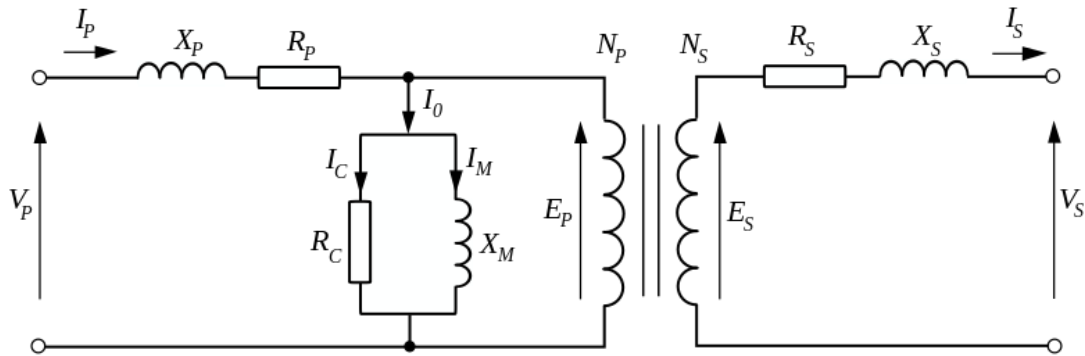 I_P
X_P
R_P
N_P
N_S
R_S
X_S
I_S
I_0
I_C
I_M
V_P
R_C
X_M
E_P
E_S
V_S